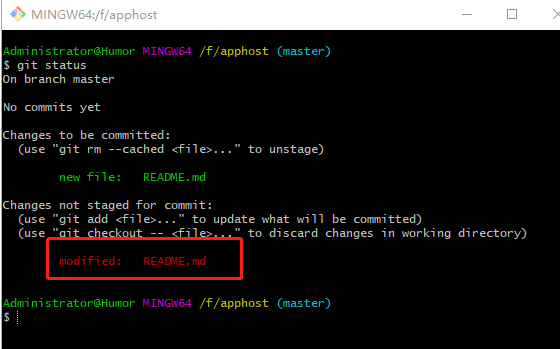 MINGW64:/f/apphost
Administrator@Humor MINGW64 /f/apphost (master)
$ git status
On branch master
No commits yet
Changes to be committed:
(use "git rm --cached <file>..." to unstage)
new file: README.md
Changes not staged for commit:
(use "git add <file>..." to update what will be committed)
(use "git checkout -- <file>..." to discard changes in working directory)
modified: README.md
Administrator@Humor MINGW64 /f/apphost (master)
$